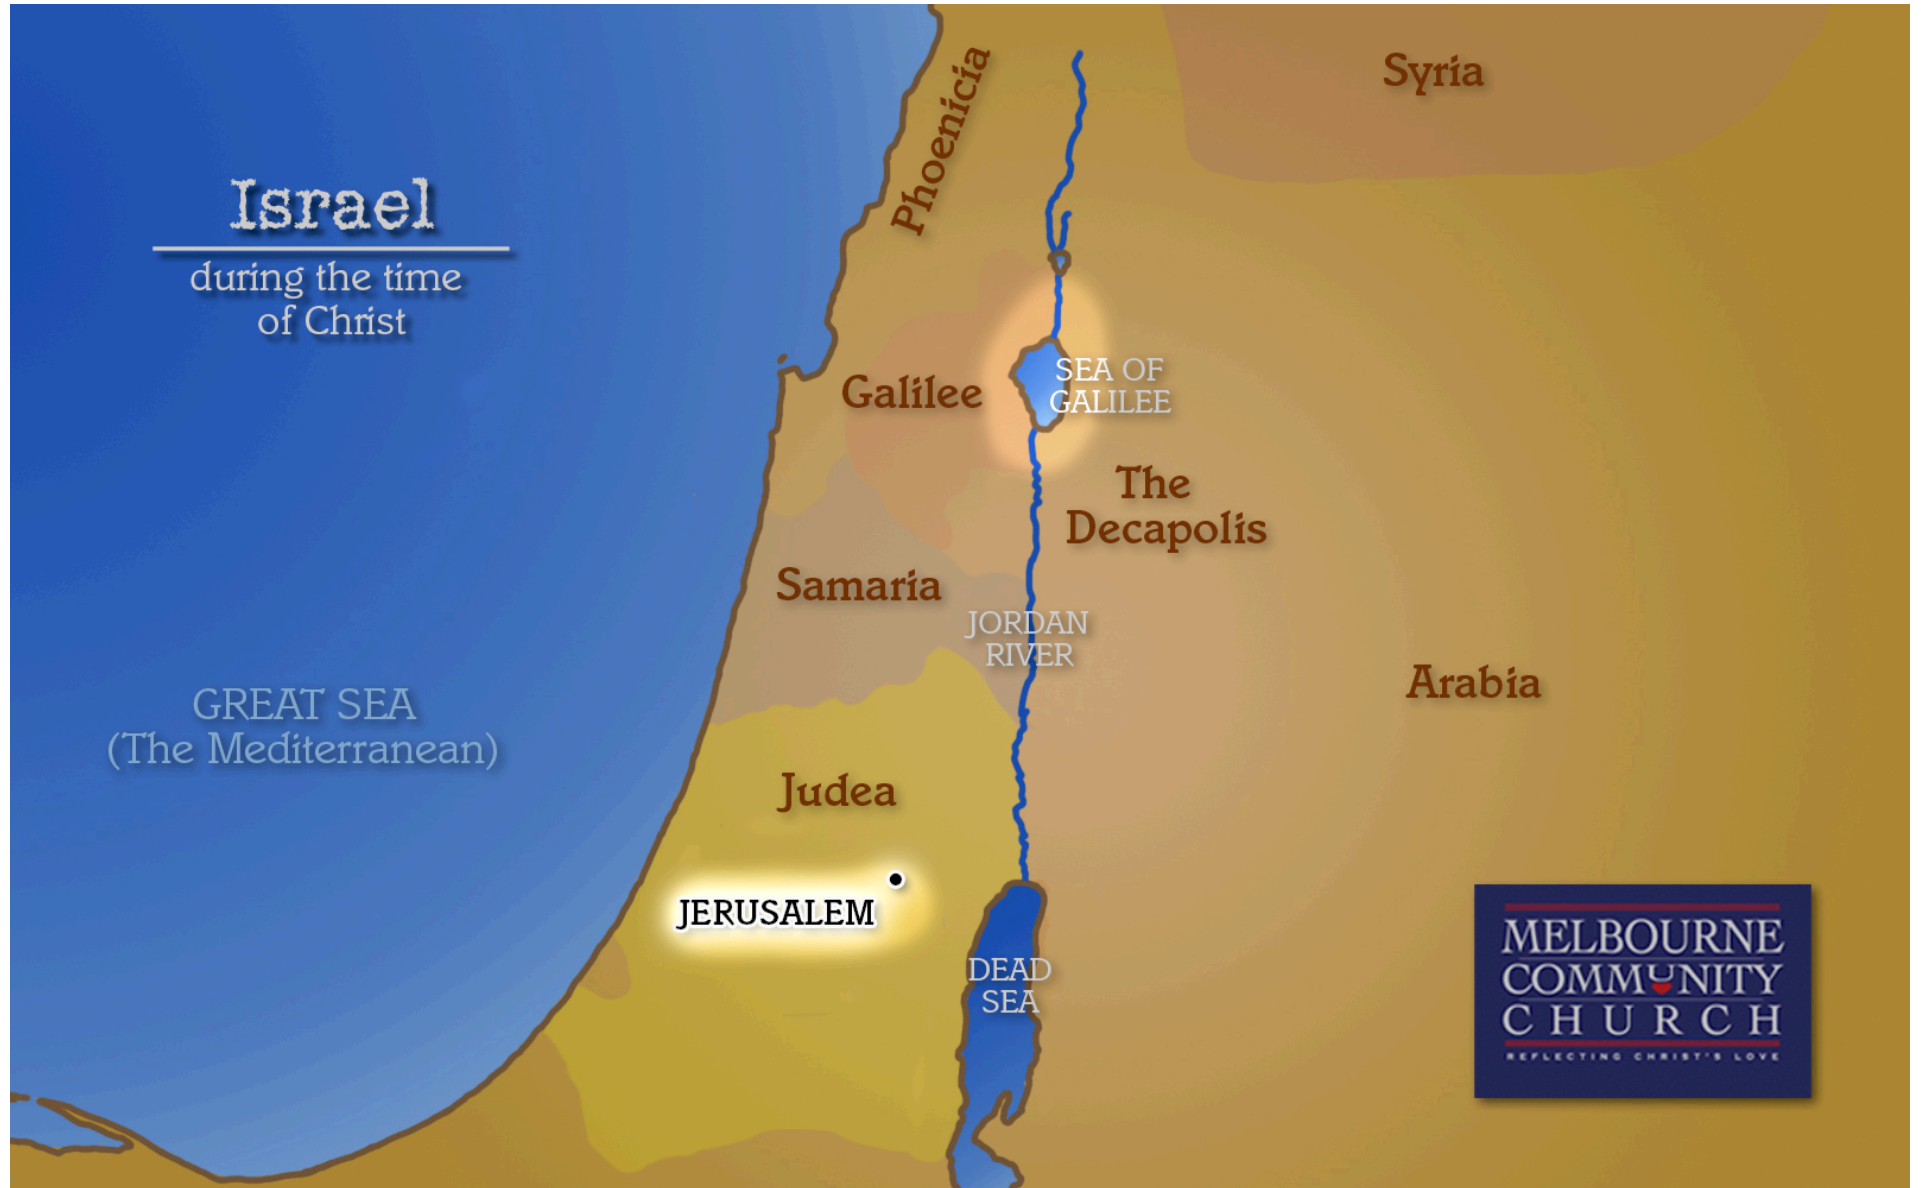 Phoenicia
Syria
Israel
during the time
of Christ
Galilee
SEA OF
GALILEE
The
Decapolis
Samaria
JORDAN
RIVER
Arabia
GREAT SEA
(The Mediterranean)
Judea
JERUSALEM
DEAD
SEA
MELBOURNE
COMMUNITY
CHURCH
REFLECTING CHRIST'S LOVE